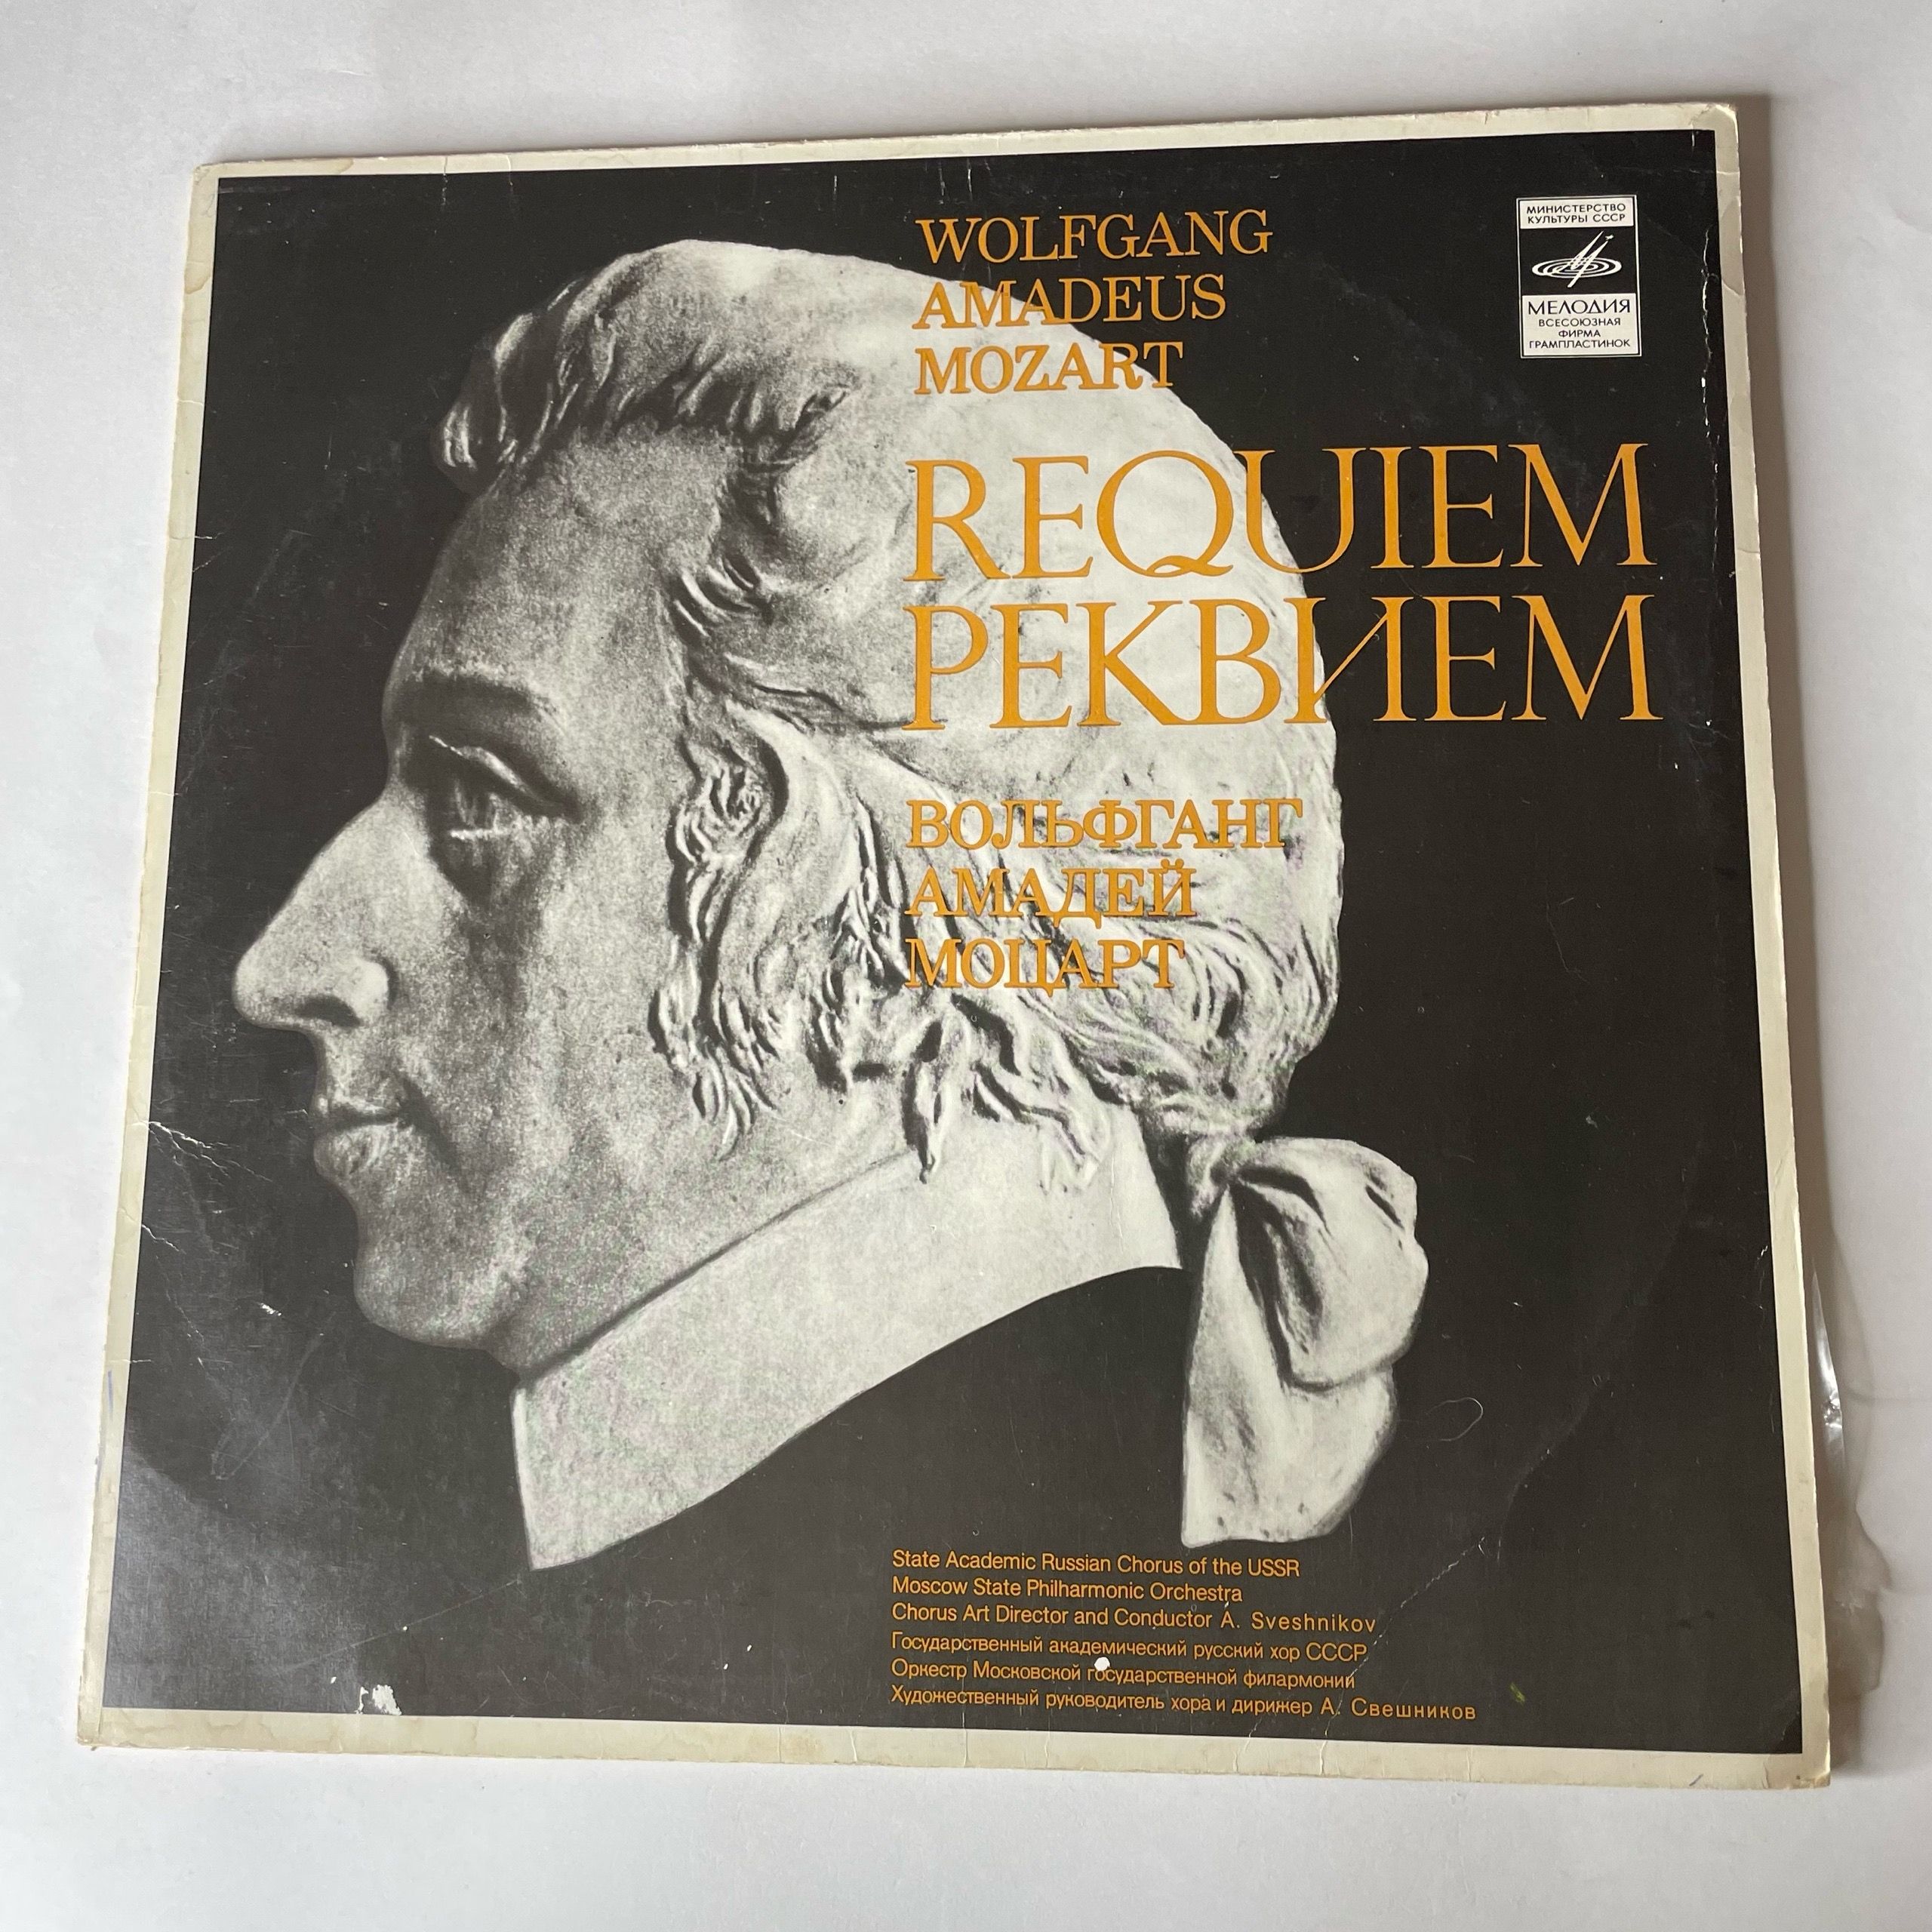 WOLFGANG
AMADEUS
MOZART
МИНИСТЕРСТВО
КУЛЬТУРЫ СССР
МЕЛОДИЯ
ВСЕСОЮЗНАЯ
ФИРМА
ГРАМПЛАСТИНОК
REQUIEM
РЕКВИЕМ
ВОЛЬФГАНГ
АМАДЕЙ
МОЦАРТ
State Academic Russian Chorus of the USSR
Moscow State Philharmonic Orchestra
Chorus Art Director and Conductor A. Sveshnikov
Государственный академический русский хор СССР
Оркестр Московской государственной филармонии
Художественный руководитель хора и дирижер А. Свешников